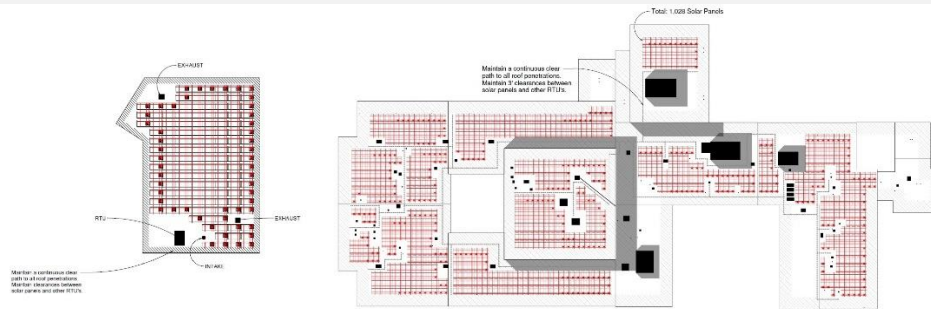 EXHAUST
RTU
EXHAUST
INTAKE
Maintain a continuous clear
path to all roof penetrations
Maintain clearances between
solar panels and other RTU's
Total: 1,028 Solar Panels
Maintain a continuous clear
path to all roof penetrations.
Maintain 3' clearances between
solar panels and other RTU's.